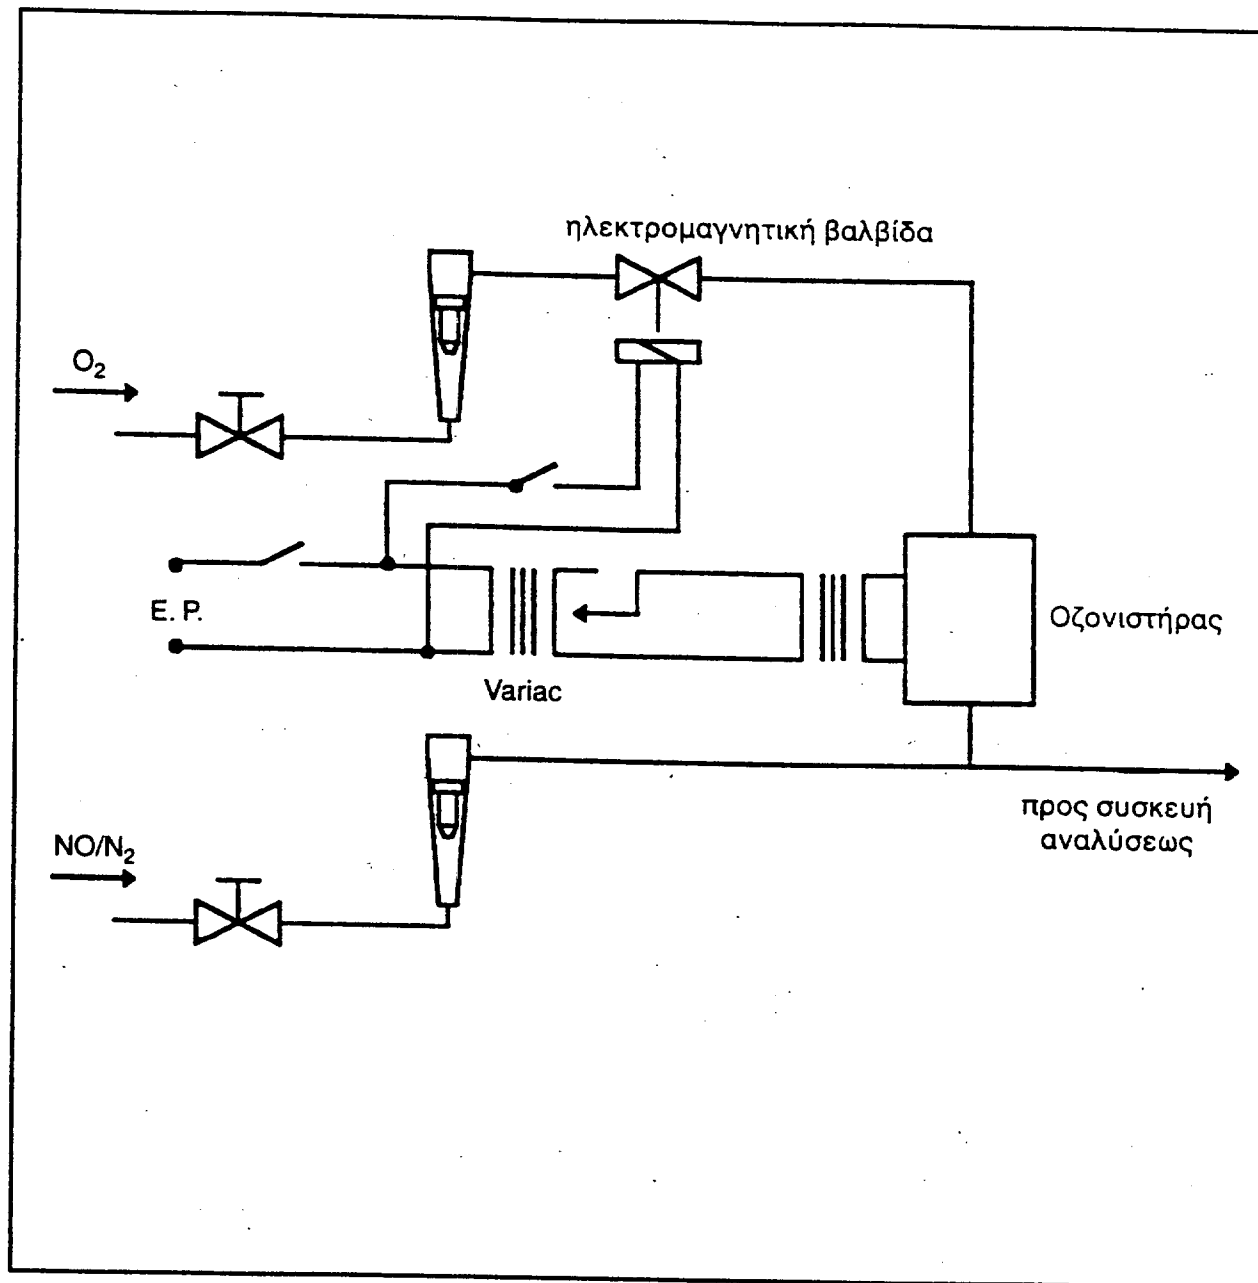 ηλεκτρομαγνητική βαλβίδα
O₂
E. P.
Οζονιστήρας
Variac
προς συσκευή
αναλύσεως
NO/N₂